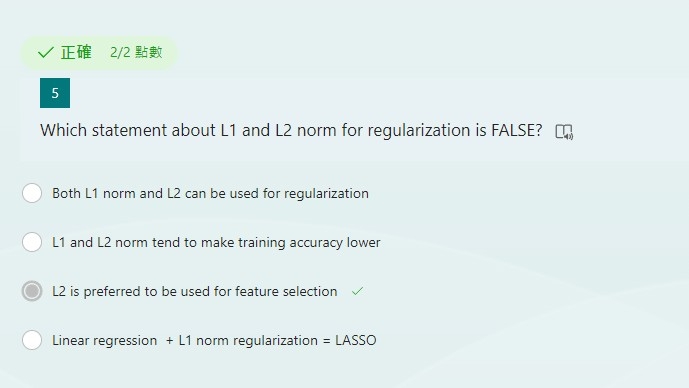 正確 2/2 點數
5
Which statement about L1 and L2 norm for regularization is FALSE?
Both L1 norm and L2 can be used for regularization
L1 and L2 norm tend to make training accuracy lower
L2 is preferred to be used for feature selection
Linear regression + L1 norm regularization = LASSO